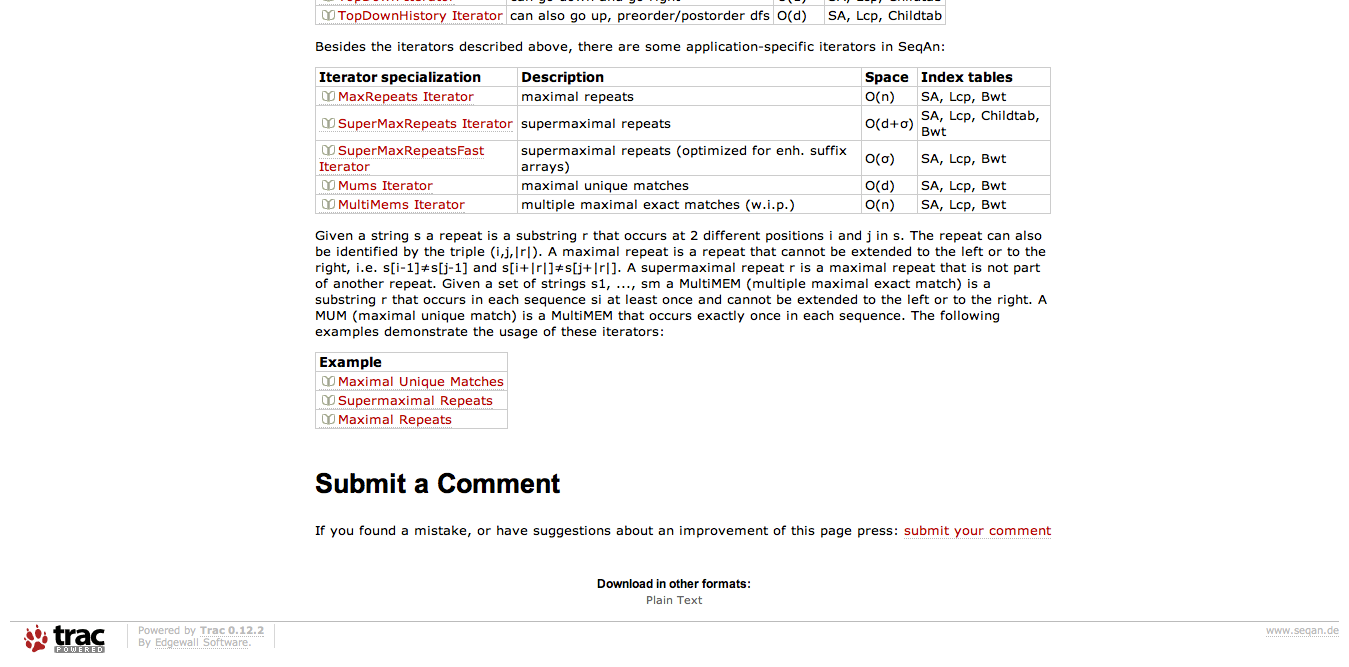 TopDownHistory Iterator can also go up, preorder/postorder dfs O(d) SA, Lcp, Childtab
Besides the iterators described above, there are some application-specific iterators in SeqAn:
Iterator specialization Description Space Index tables
MaxRepeats Iterator maximal repeats O(n) SA, Lcp, Bwt
SuperMaxRepeats Iterator supermaximal repeats O(d+σ) SA, Lcp, Childtab,
Bwt
SuperMaxRepeatsFast
Iterator supermaximal repeats (optimized for enh. suffix
arrays) O(σ) SA, Lcp, Bwt
Mums Iterator maximal unique matches O(d) SA, Lcp, Bwt
MultiMems Iterator multiple maximal exact matches (w.i.p.) O(n) SA, Lcp, Bwt
Given a string s a repeat is a substring r that occurs at 2 different positions i and j in s. The repeat can also
be identified by the triple (i,j,|r|). A maximal repeat is a repeat that cannot be extended to the left or to the
right, i.e. s[i-1]≠s[j-1] and s[i+|r|]≠s[j+|r|]. A supermaximal repeat r is a maximal repeat that is not part
of another repeat. Given a set of strings s1, ..., sm a MultiMEM (multiple maximal exact match) is a
substring r that occurs in each sequence si at least once and cannot be extended to the left or to the right. A
MUM (maximal unique match) is a MultiMEM that occurs exactly once in each sequence. The following
examples demonstrate the usage of these iterators:
Example
Maximal Unique Matches
Supermaximal Repeats
Maximal Repeats
Submit a Comment
If you found a mistake, or have suggestions about an improvement of this page press: submit your comment
Download in other formats:
Plain Text
trac
POWERED
Powered by Trac 0.12.2
By Edgewall Software.
www.seqan.de